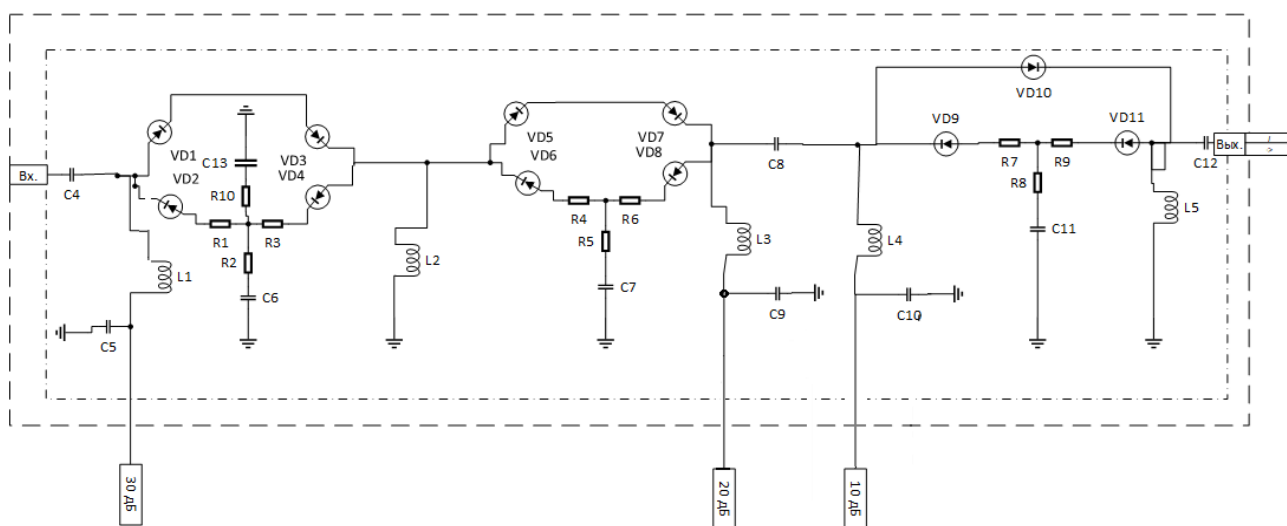 VD10
VD5
VD7
VD9
VD11
VD1
VD6
VD8
C13
VD3
Вх.
C4
VD2
VD4
C8
R7
R9
C12
Вых.
R10
R8
R4
R6
L5
R1
R3
R5
L3
L4
C11
R2
L2
L1
C6
C7
C9
C10
C5
30 дБ
20 дБ
10 дБ